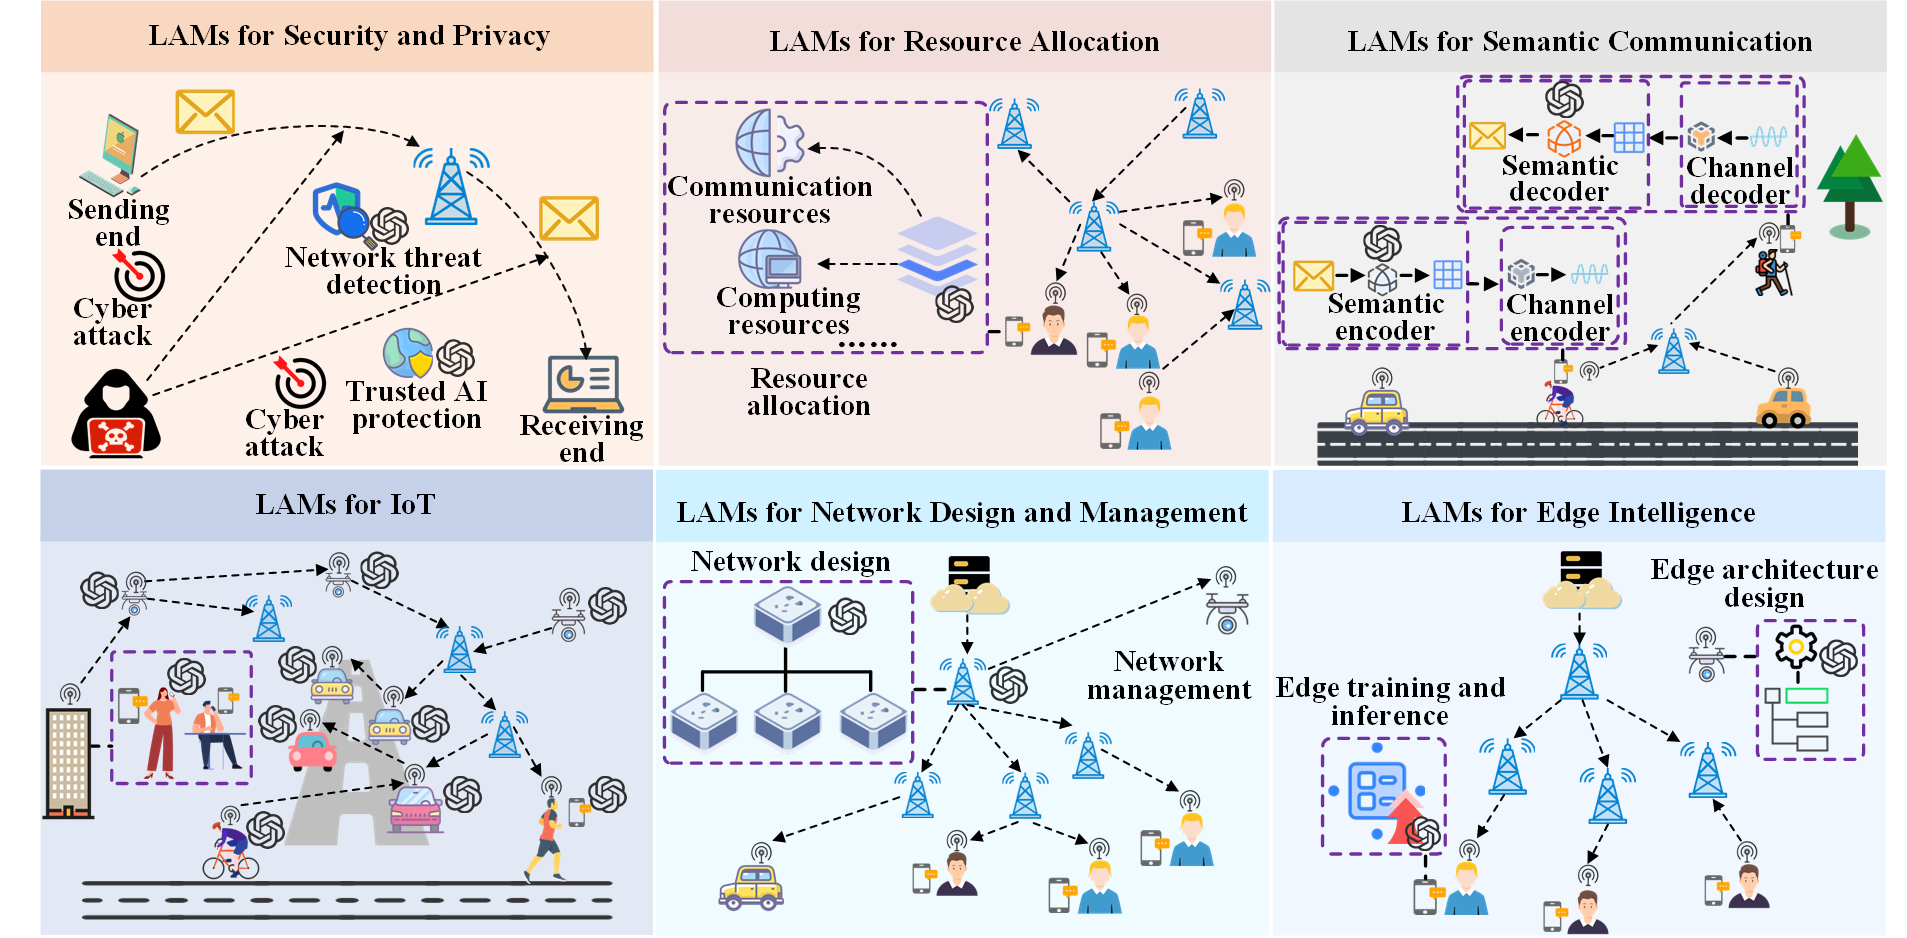 LAMs for Security and Privacy
Sending
end
Cyber
attack
Network threat
detection
Trusted AI
protection
Cyber
attack
Receiving
end
LAMs for Resource Allocation
Communication
resources
Computing
resources
......
Resource
allocation
LAMs for Semantic Communication
Semantic
decoder
Channel
decoder
Semantic
encoder
Channel
encoder
LAMs for IoT
LAMs for Network Design and Management
Network design
Network
management
LAMs for Edge Intelligence
Edge architecture
design
Edge training and
inference